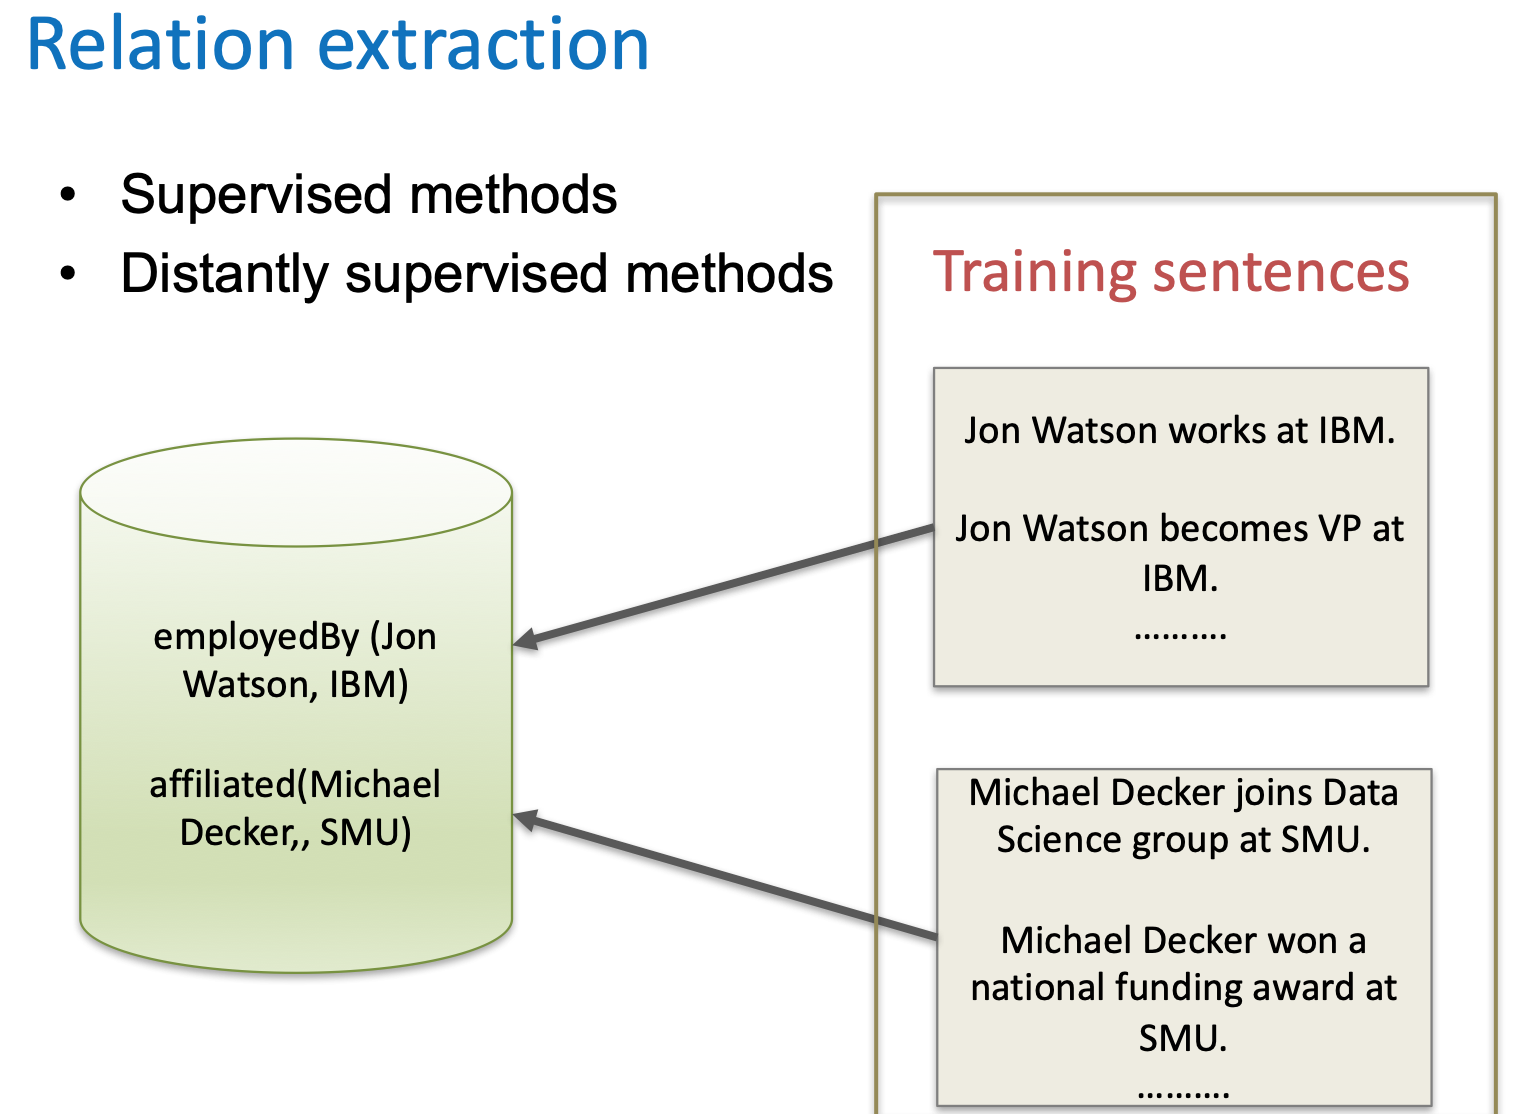 Relation extraction
• Supervised methods
• Distantly supervised methods
employedBy (Jon
Watson, IBM)
affiliated(Michael
Decker,, SMU)
Training sentences
Jon Watson works at IBM.
Jon Watson becomes VP at
IBM.
……….
Michael Decker joins Data
Science group at SMU.
Michael Decker won a
national funding award at
SMU.
……….